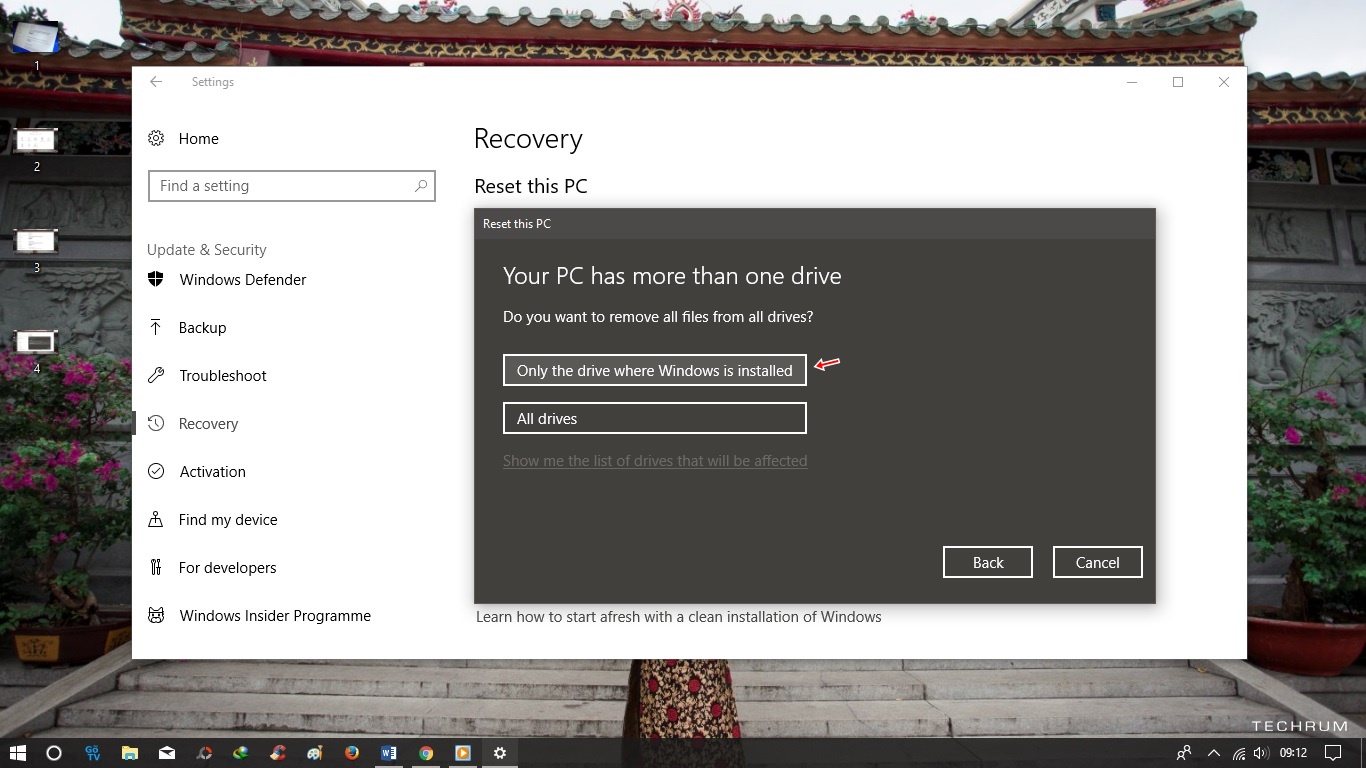 1
2
3
4
Settings
Home
Find a setting
Update & Security
Windows Defender
Backup
Troubleshoot
Recovery
Activation
Find my device
For developers
Windows Insider Programme
Recovery
Reset this PC
Reset this PC
Your PC has more than one drive
Do you want to remove all files from all drives?
Only the drive where Windows is installed
All drives
Show me the list of drives that will be affected
Back
Cancel
Learn how to start afresh with a clean installation of Windows
TECHRUM
GÔ
TV
09:12